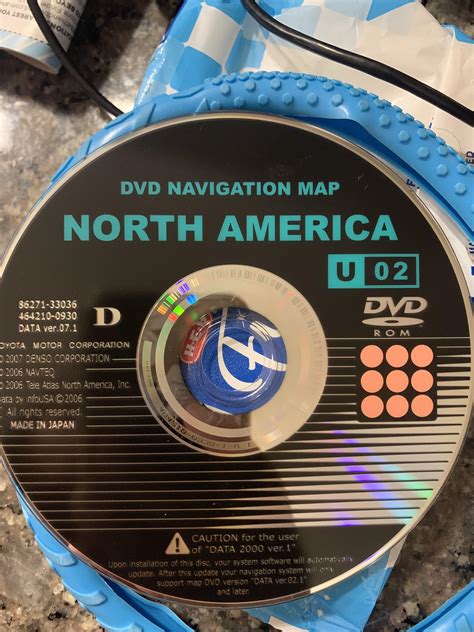 DVD NAVIGATION MAP
NORTH AMERICA
U 02
86271-33036
464210-0930
DATA ver.07.1
D
DVD
ROM
OYOTA MOTOR CORPORATION
2007 DENSO CORPORATION
© 2006 NAVTEQ
2006 Tele Atlas North America, Inc.
ata by infoUSA © 2006
All rights reserved.
MADE IN JAPAN
CAUTION for the user
of "DATA 2000 ver.1"
Upon installation of this disc, your system software will automatically
update. After this update your navigation system will only
support map DVD version "DATA ver.02.1"
and later.